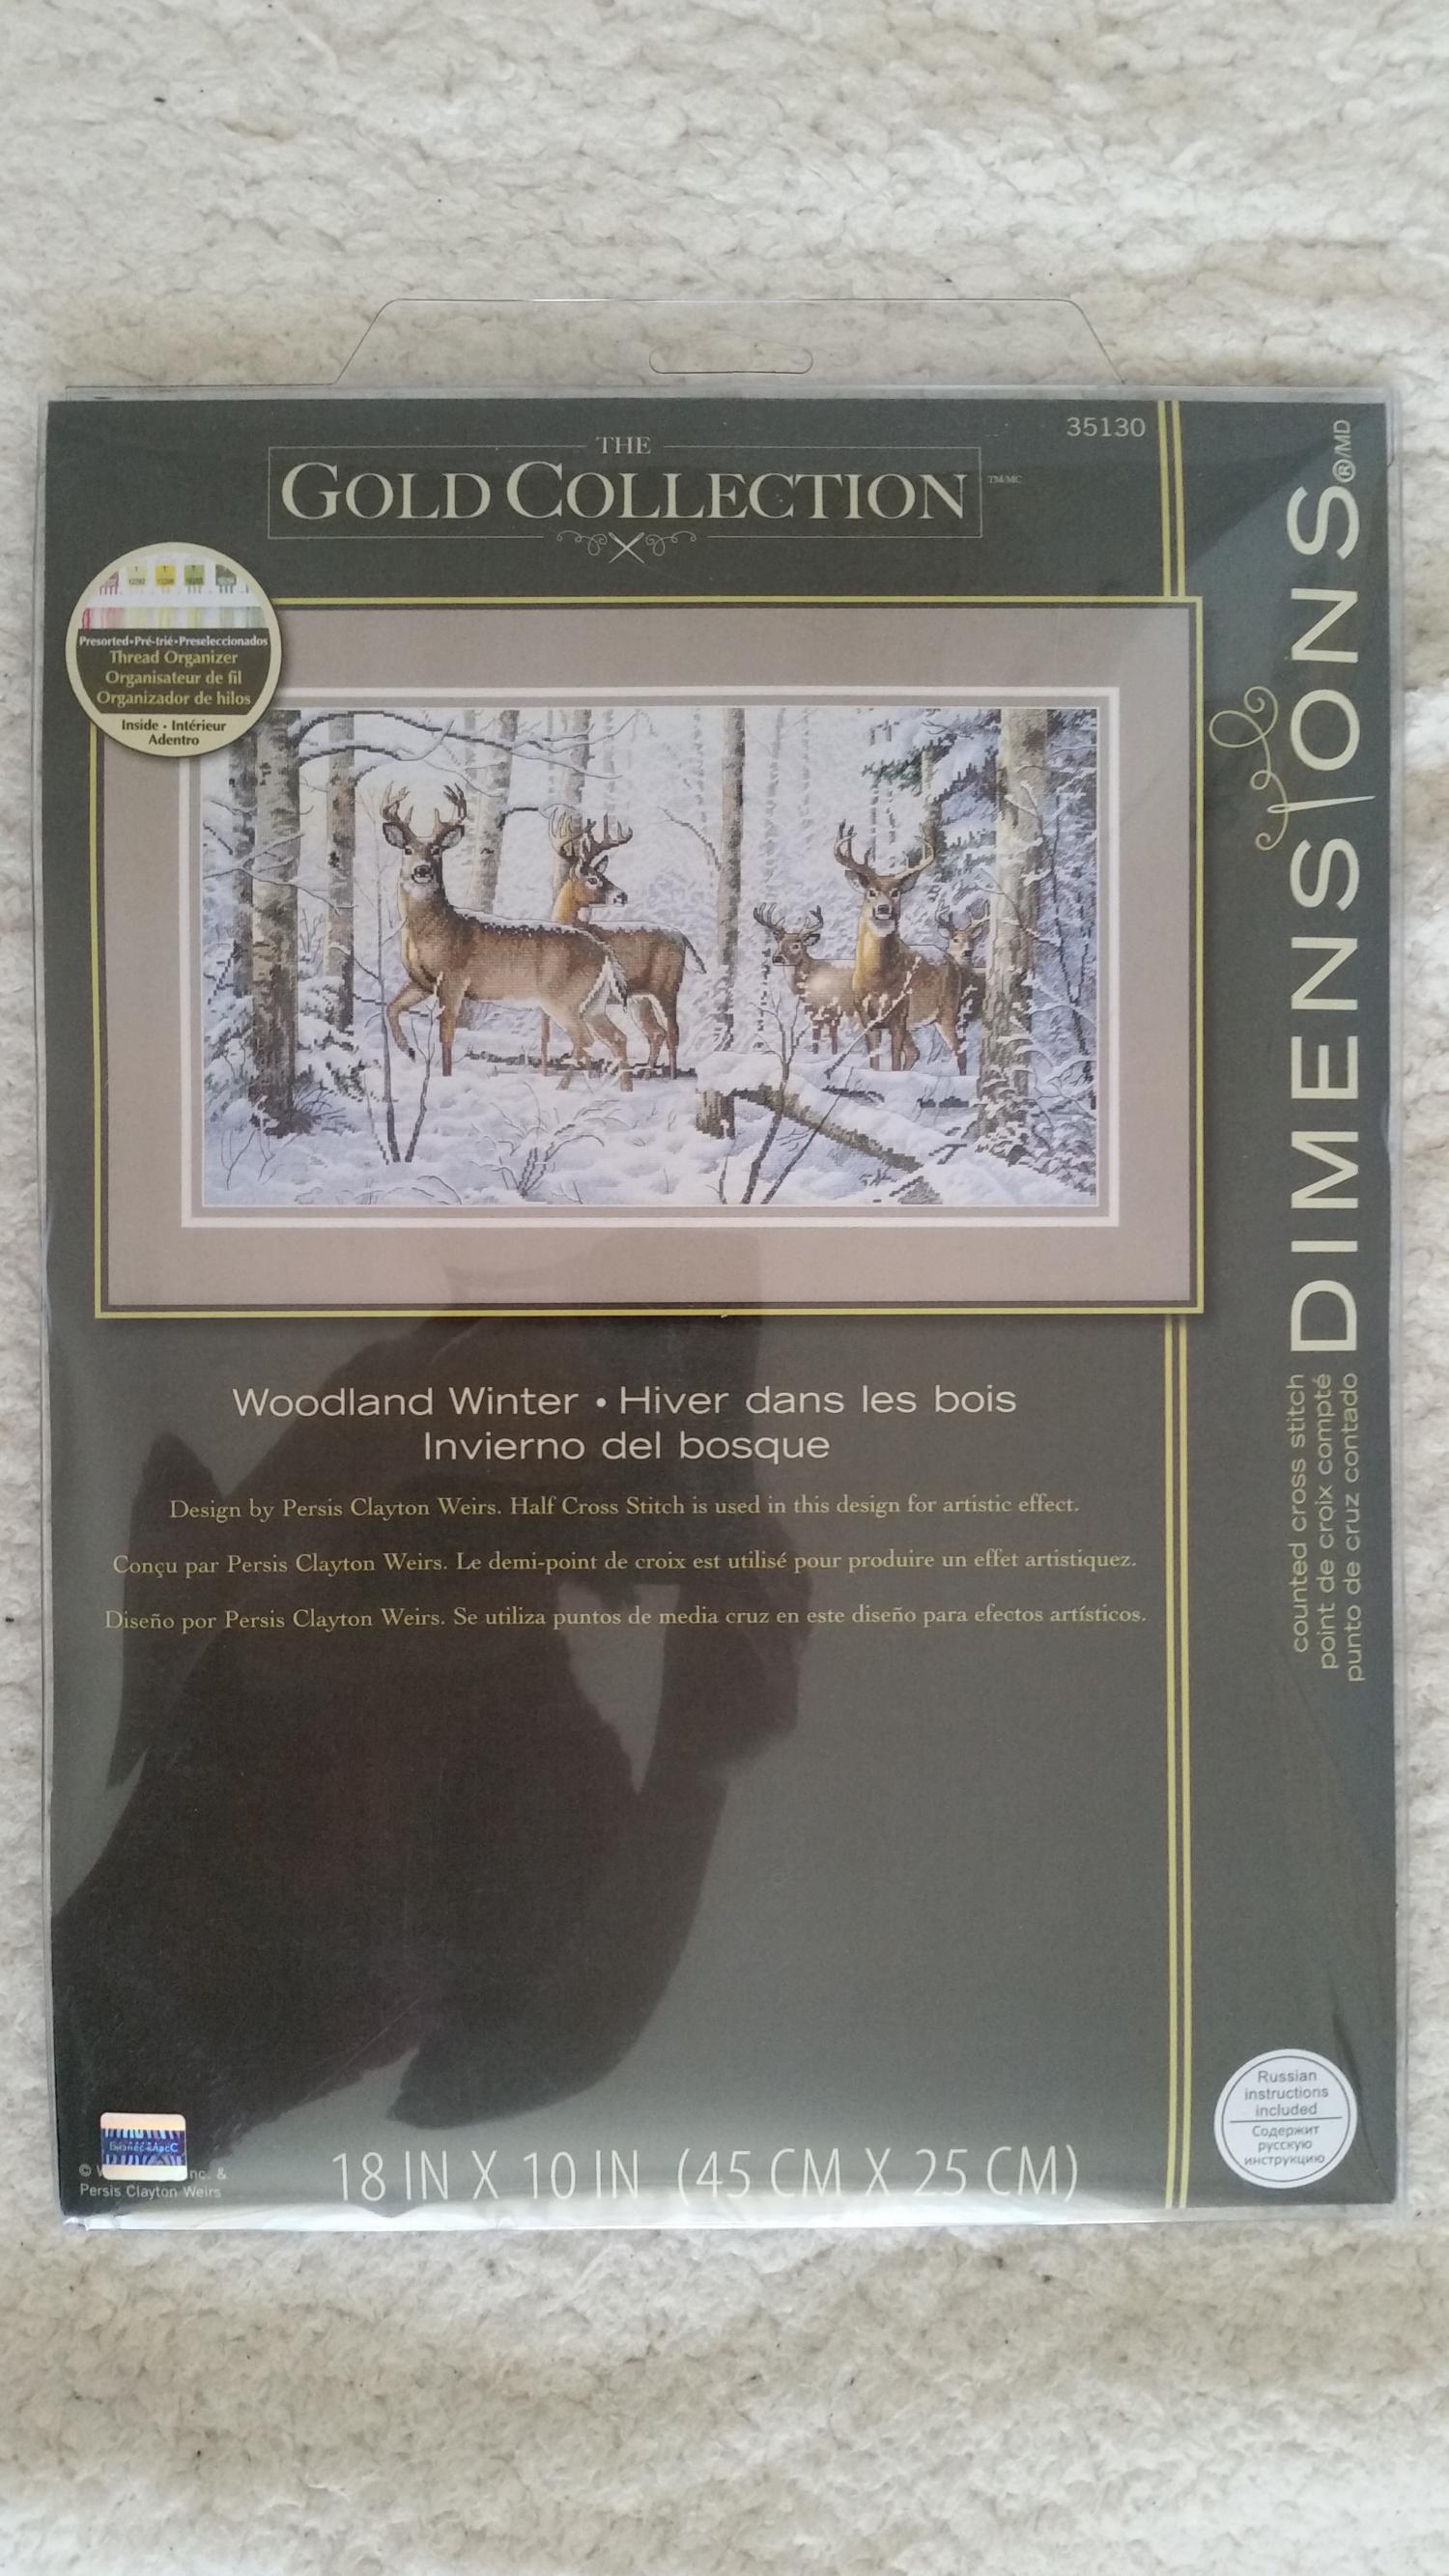 35130
THE
GOLD COLLECTION
TM/MC
Presorted•Pré-trié•Preseleccionados
Thread Organizer
Organisateur de fil
Organizador de hilos
Inside • Intérieur
Adentro
DIMENSIONS®/MD
counted cross stitch
point de croix compté
punto de cruz contado
Woodland Winter • Hiver dans les bois
Invierno del bosque
Design by Persis Clayton Weirs. Half Cross Stitch is used in this design for artistic effect.
Conçu par Persis Clayton Weirs. Le demi-point de croix est utilisé pour produire un effet artistiquez.
Diseño por Persis Clayton Weirs. Se utiliza puntos de media cruz en este diseño para efectos artísticos.
Russian
instructions
included
Содержит
русскую
инструкцию
©
&
Persis Clayton Weirs
18 IN X 10 IN (45 CM X 25 CM)